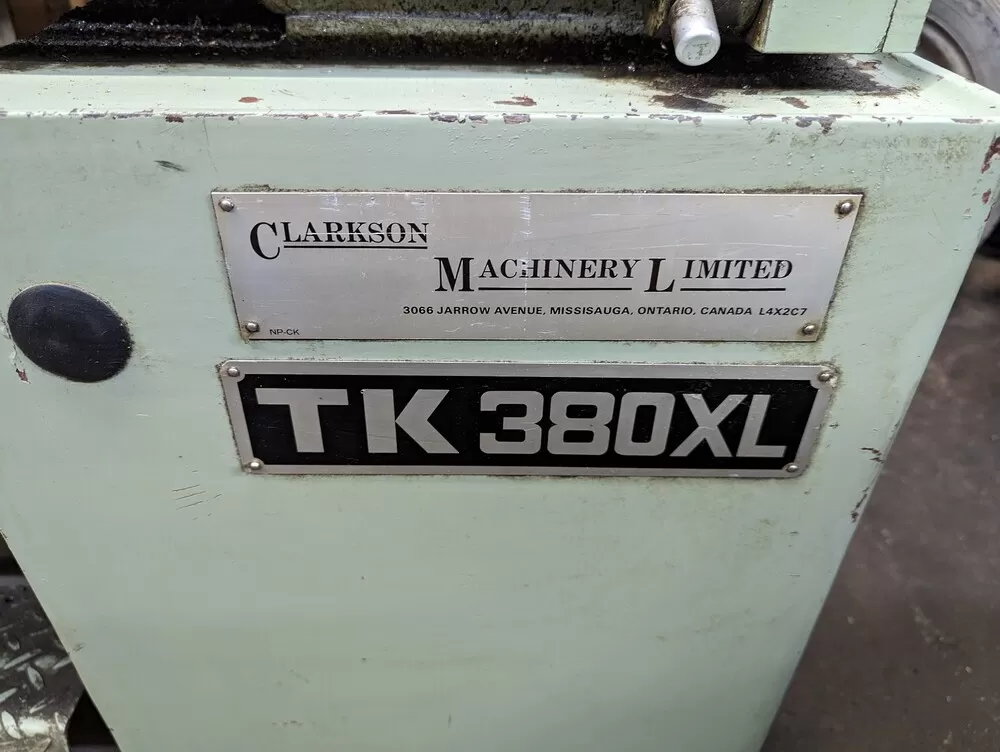 CLARKSON
MACHINERY LIMITED
3066 JARROW AVENUE, MISSISAUGA, ONTARIO, CANADA L4X2C7
NP-CK
TK 380XL